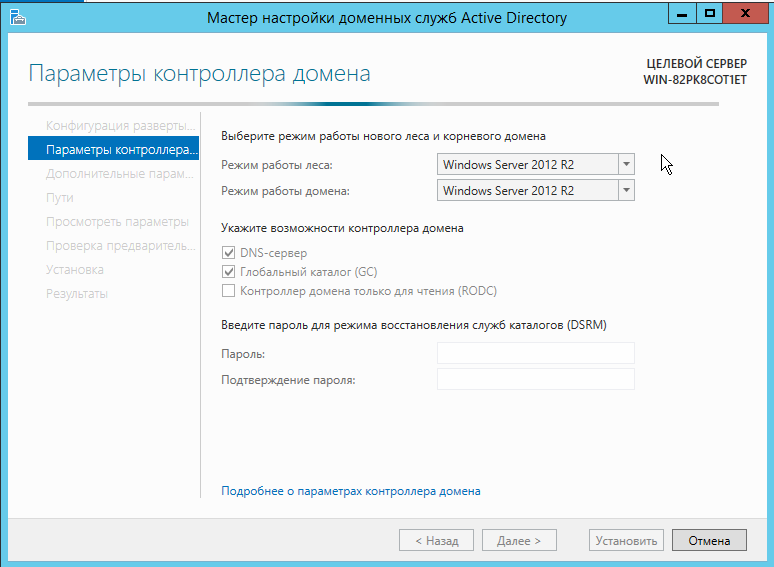 Мастер настройки доменных служб Active Directory
Параметры контроллера домена
ЦЕЛЕВОЙ СЕРВЕР
WIN-82PK8COT1ET
Конфигурация разверты...
Параметры контроллера...
Дополнительные парам...
Пути
Просмотреть параметры
Проверка предваритель...
Установка
Результаты
Выберите режим работы нового леса и корневого домена
Режим работы леса: Windows Server 2012 R2
Режим работы домена: Windows Server 2012 R2
Укажите возможности контроллера домена
DNS-сервер
Глобальный каталог (GC)
Контроллер домена только для чтения (RODC)
Введите пароль для режима восстановления служб каталогов (DSRM)
Пароль:
Подтверждение пароля:
Подробнее о параметрах контроллера домена
< Назад Далее > Установить Отмена